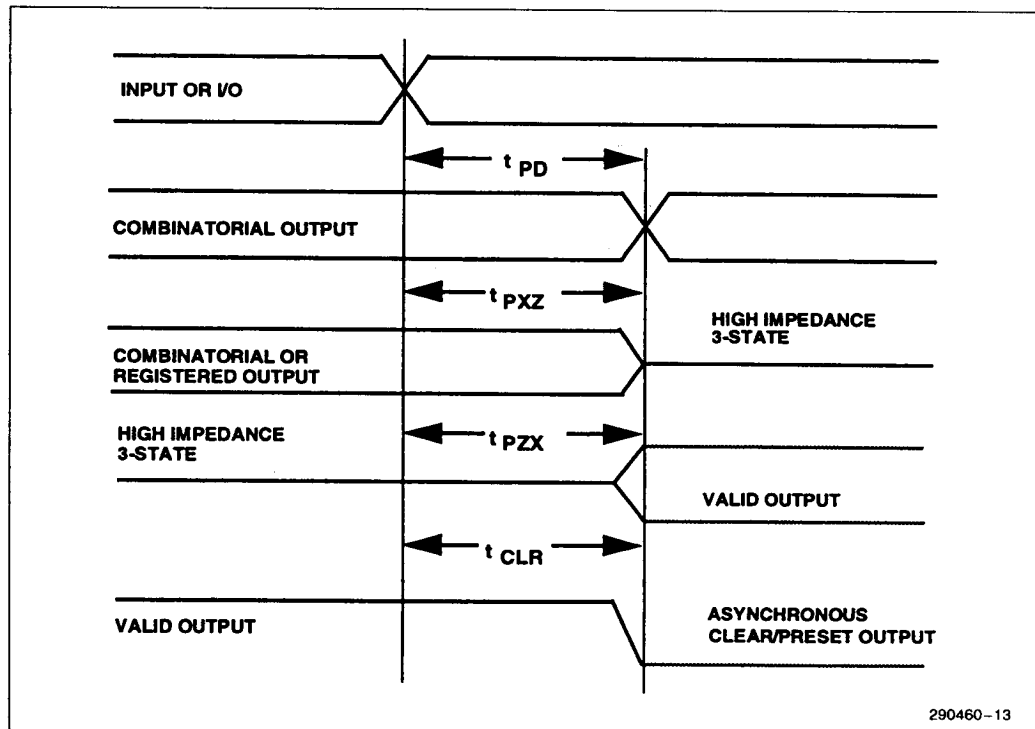 INPUT OR I/O
t PD
COMBINATORIAL OUTPUT
t PXZ
HIGH IMPEDANCE
3-STATE
COMBINATORIAL OR
REGISTERED OUTPUT
HIGH IMPEDANCE
3-STATE
t PZX
VALID OUTPUT
t CLR
VALID OUTPUT
ASYNCHRONOUS
CLEAR/PRESET OUTPUT
290460-13